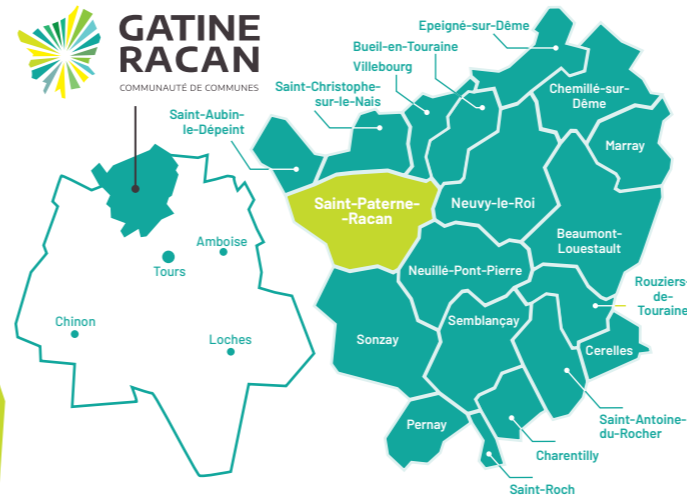 GATINE
RACAN
COMMUNAUTÉ DE COMMUNES
Epeigné-sur-Dême
Bueil-en-Touraine
Villebourg
Saint-Christophe-
sur-le-Nais
Saint-Aubin-
le-Dépeint
Chemillé-sur-
Dême
Marray
Saint-Paterne-
-Racan
Neuvy-le-Roi
Beaumont-
Louestault
Neuillé-Pont-Pierre
Rouziers-
de-
Touraine
Semblançay
Sonzay
Cerelles
Pernay
Saint-Antoine-
du-Rocher
Charentilly
Saint-Roch
Amboise
Tours
Chinon
Loches